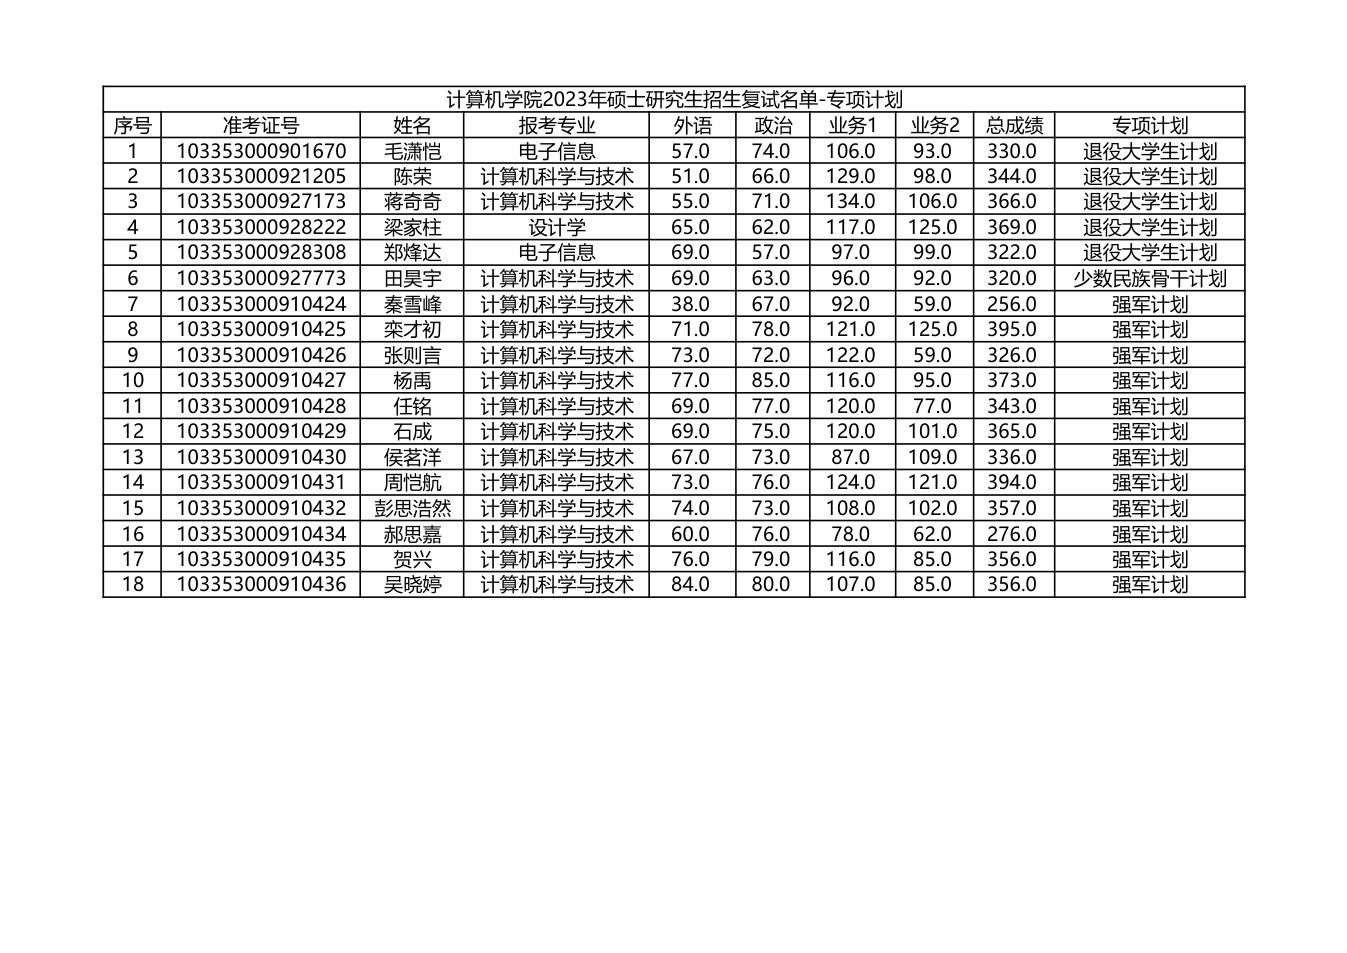 计算机学院2023年硕士研究生招生复试名单-专项计划
序号 准考证号 姓名 报考专业 外语 政治 业务1 业务2 总成绩 专项计划
1 103353000901670 毛潇恺 电子信息 57.0 74.0 106.0 93.0 330.0 退役大学生计划
2 103353000921205 陈荣 计算机科学与技术 51.0 66.0 129.0 98.0 344.0 退役大学生计划
3 103353000927173 蒋奇奇 计算机科学与技术 55.0 71.0 134.0 106.0 366.0 退役大学生计划
4 103353000928222 梁家柱 设计学 65.0 62.0 117.0 125.0 369.0 退役大学生计划
5 103353000928308 郑烽达 电子信息 69.0 57.0 97.0 99.0 322.0 退役大学生计划
6 103353000927773 田昊宇 计算机科学与技术 69.0 63.0 96.0 92.0 320.0 少数民族骨干计划
7 103353000910424 秦雪峰 计算机科学与技术 38.0 67.0 92.0 59.0 256.0 强军计划
8 103353000910425 栾才初 计算机科学与技术 71.0 78.0 121.0 125.0 395.0 强军计划
9 103353000910426 张则言 计算机科学与技术 73.0 72.0 122.0 59.0 326.0 强军计划
10 103353000910427 杨禹 计算机科学与技术 77.0 85.0 116.0 95.0 373.0 强军计划
11 103353000910428 任铭 计算机科学与技术 69.0 77.0 120.0 77.0 343.0 强军计划
12 103353000910429 石成 计算机科学与技术 69.0 75.0 120.0 101.0 365.0 强军计划
13 103353000910430 侯茗洋 计算机科学与技术 67.0 73.0 87.0 109.0 336.0 强军计划
14 103353000910431 周恺航 计算机科学与技术 73.0 76.0 124.0 121.0 394.0 强军计划
15 103353000910432 彭思浩然 计算机科学与技术 74.0 73.0 108.0 102.0 357.0 强军计划
16 103353000910434 郝思嘉 计算机科学与技术 60.0 76.0 78.0 62.0 276.0 强军计划
17 103353000910435 贺兴 计算机科学与技术 76.0 79.0 116.0 85.0 356.0 强军计划
18 103353000910436 吴晓婷 计算机科学与技术 84.0 80.0 107.0 85.0 356.0 强军计划